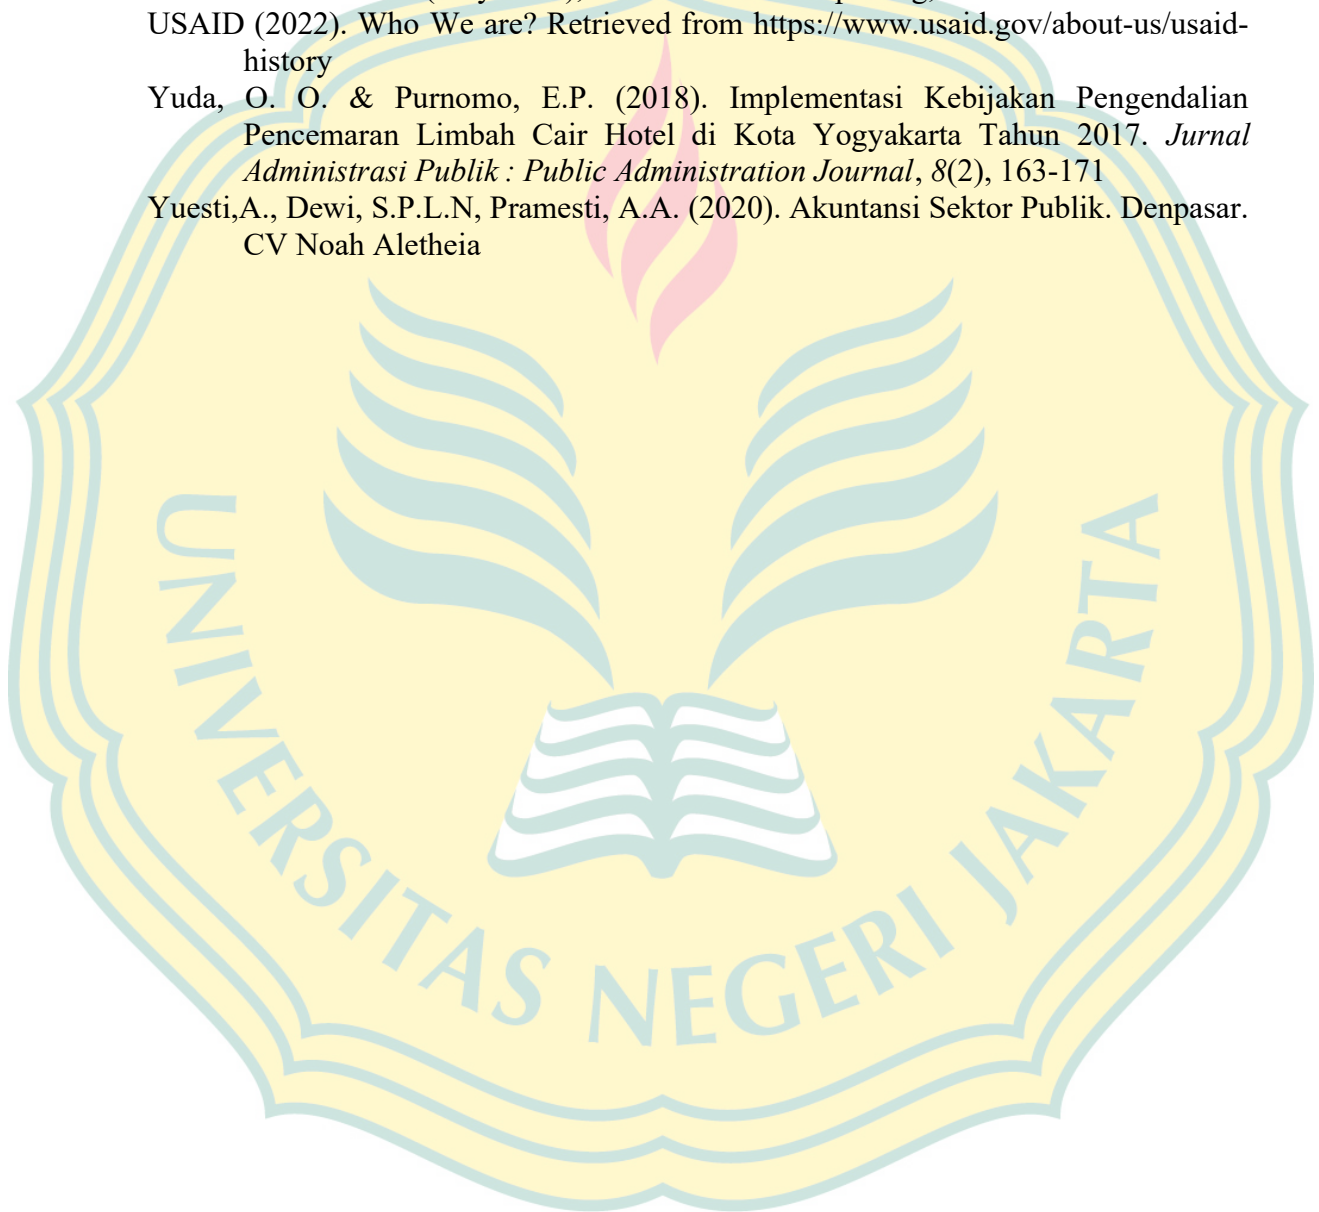 USAID (2022). Who We are? Retrieved from https://www.usaid.gov/about-us/usaid-
history
Yuda, O. O. & Purnomo, E.P. (2018). Implementasi Kebijakan Pengendalian
Pencemaran Limbah Cair Hotel di Kota Yogyakarta Tahun 2017. Jurnal
Administrasi Publik : Public Administration Journal, 8(2), 163-171
Yuesti,A., Dewi, S.P.L.N, Pramesti, A.A. (2020). Akuntansi Sektor Publik. Denpasar.
CV Noah Aletheia
UNIVERSITAS NEGERI JAKARTA